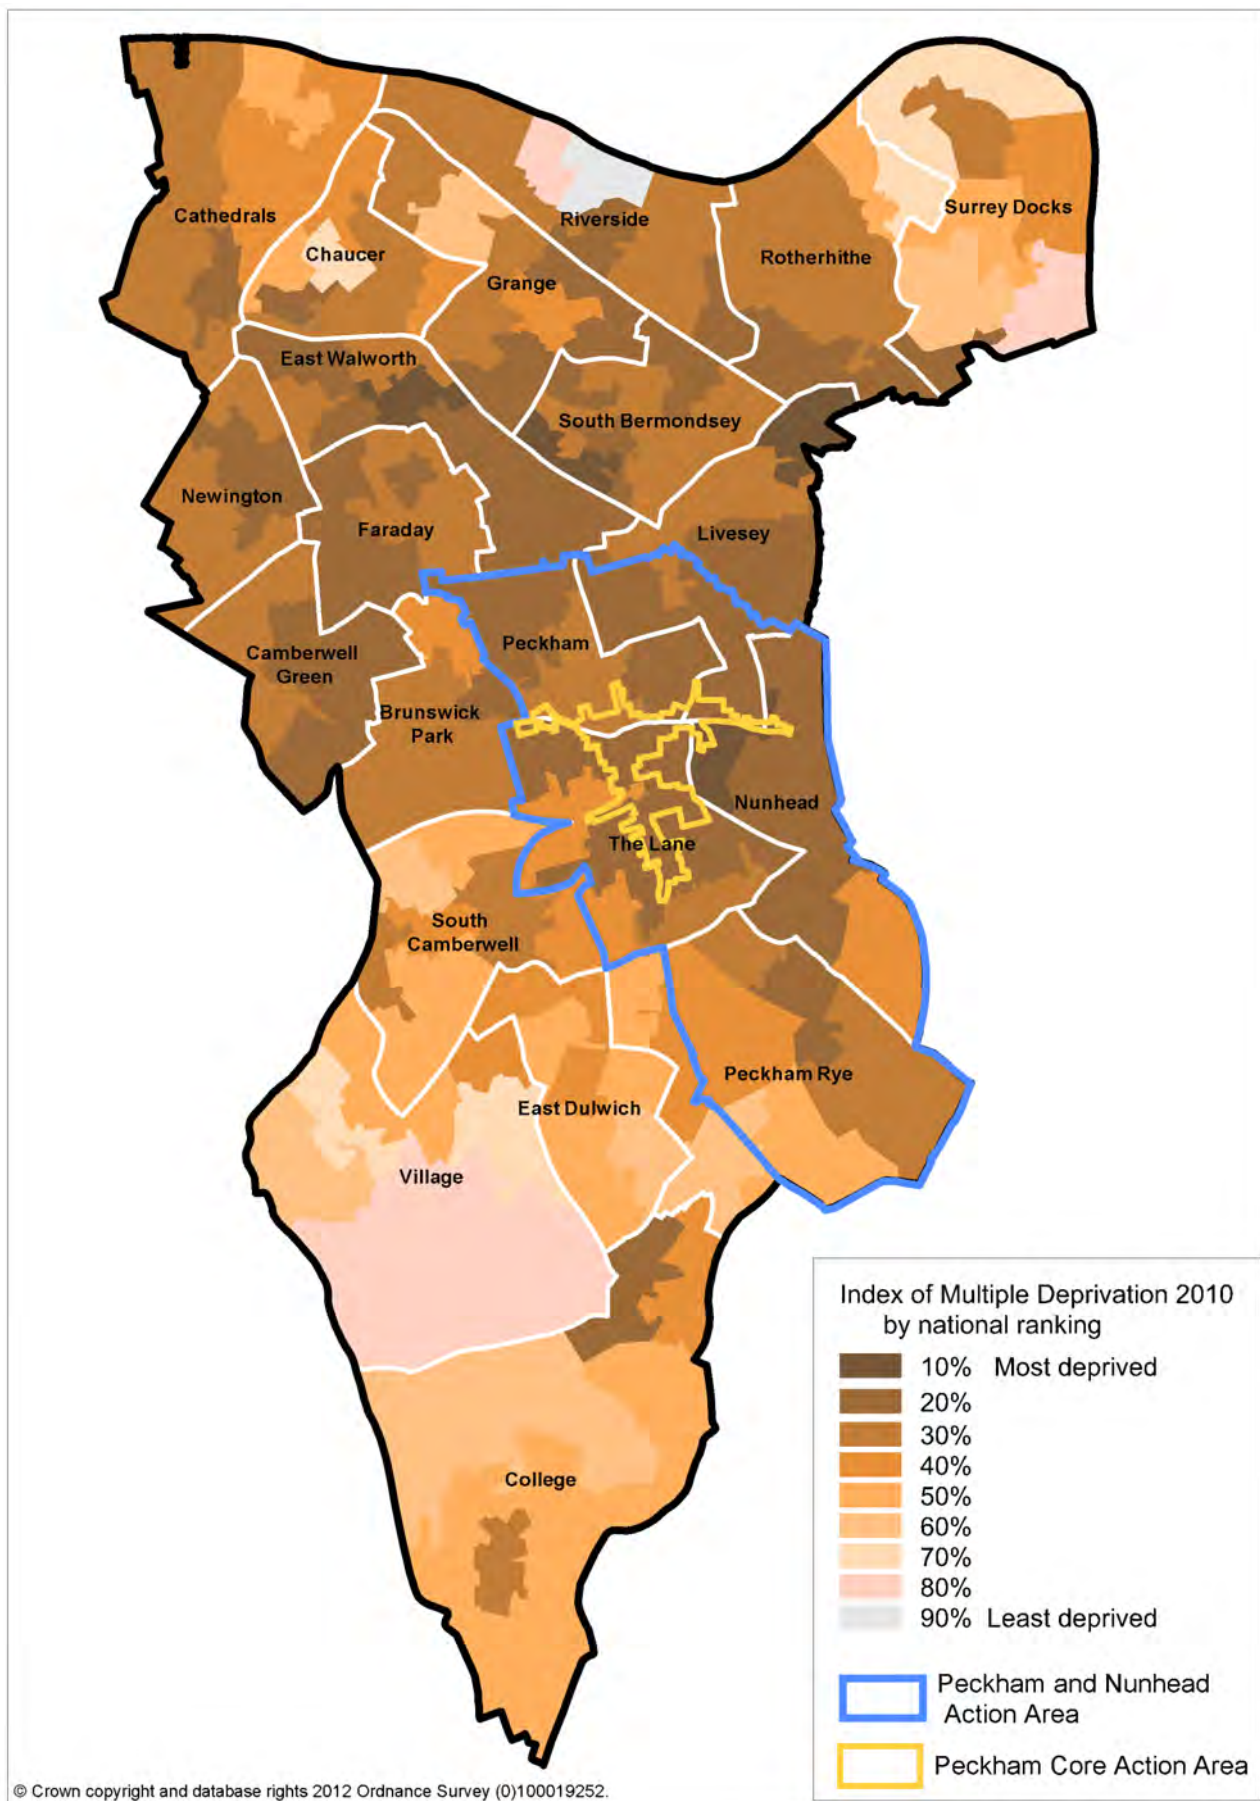 Cathedrals
Chaucer
Riverside
Surrey Docks
Rotherhithe
Grange
East Walworth
South Bermondsey
Newington
Faraday
Livesey
Peckham
Camberwell
Green
Brunswick
Park
Nunhead
The Lane
South
Camberwell
Peckham Rye
East Dulwich
Village
College
Index of Multiple Deprivation 2010
by national ranking
10% Most deprived
20%
30%
40%
50%
60%
70%
80%
90% Least deprived
Peckham and Nunhead
Action Area
Peckham Core Action Area
© Crown copyright and database rights 2012 Ordnance Survey (0)100019252.